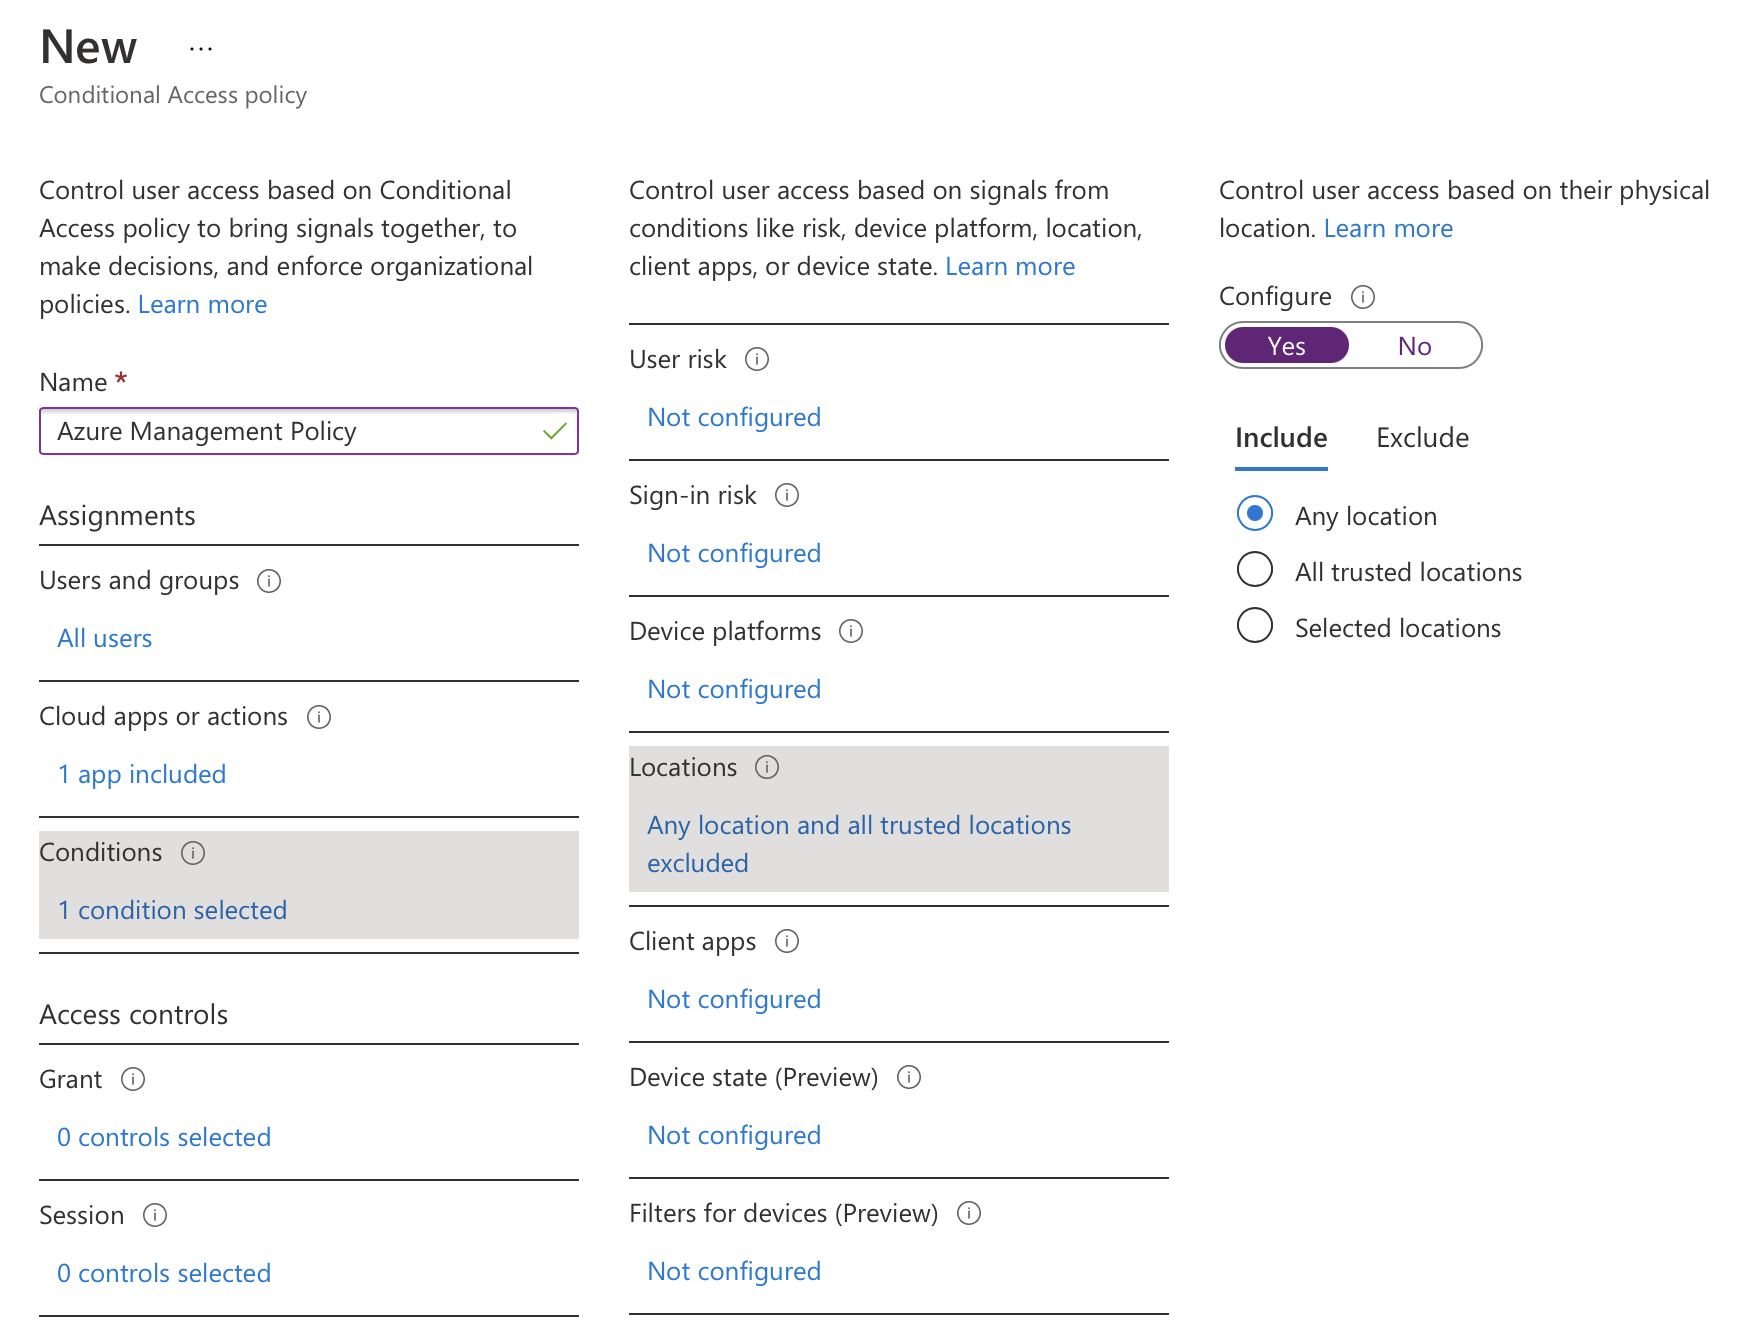 New ...
Conditional Access policy
Control user access based on Conditional
Access policy to bring signals together, to
make decisions, and enforce organizational
policies. Learn more
Name *
Azure Management Policy
Assignments
Users and groups
All users
Cloud apps or actions
1 app included
Conditions
1 condition selected
Access controls
Grant
0 controls selected
Session
0 controls selected
Control user access based on signals from
conditions like risk, device platform, location,
client apps, or device state. Learn more
User risk
Not configured
Sign-in risk
Not configured
Device platforms
Not configured
Locations
Any location and all trusted locations
excluded
Client apps
Not configured
Device state (Preview)
Not configured
Filters for devices (Preview)
Not configured
Control user access based on their physical
location. Learn more
Configure
Yes No
Include Exclude
Any location
All trusted locations
Selected locations